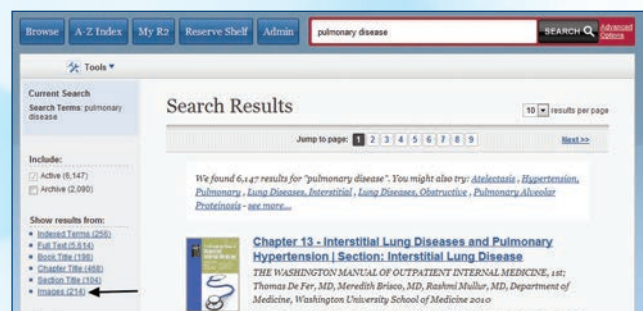 Browse
A-Z Index
My R2
Reserve Shelf
Admin
pulmonary disease
SEARCH
Advanced
Options
Tools
Current Search
Search Terms: pulmonary
disease
Search Results
10 results per page
Jump to page: 1 2 3 4 5 6 7 8 9
Next >>
Include:
Active (6,147)
Archive (2,090)
We found 6,147 results for "pulmonary disease". You might also try: Atelectasis , Hypertension,
Pulmonary , Lung Diseases, Interstitial , Lung Diseases, Obstructive , Pulmonary Alveolar
Proteinosis - see more...
Show results from:
Indexed Terms (256)
Full Text (5,614)
Book Title (198)
Chapter Title (468)
Section Title (104)
Images (214)
Chapter 13 - Interstitial Lung Diseases and Pulmonary
Hypertension | Section: Interstitial Lung Disease
THE WASHINGTON MANUAL OF OUTPATIENT INTERNAL MEDICINE, 1st;
Thomas De Fer, MD, Meredith Brisco, MD, Rashmi Mullur, MD, Department of
Medicine, Washington University School of Medicine 2010